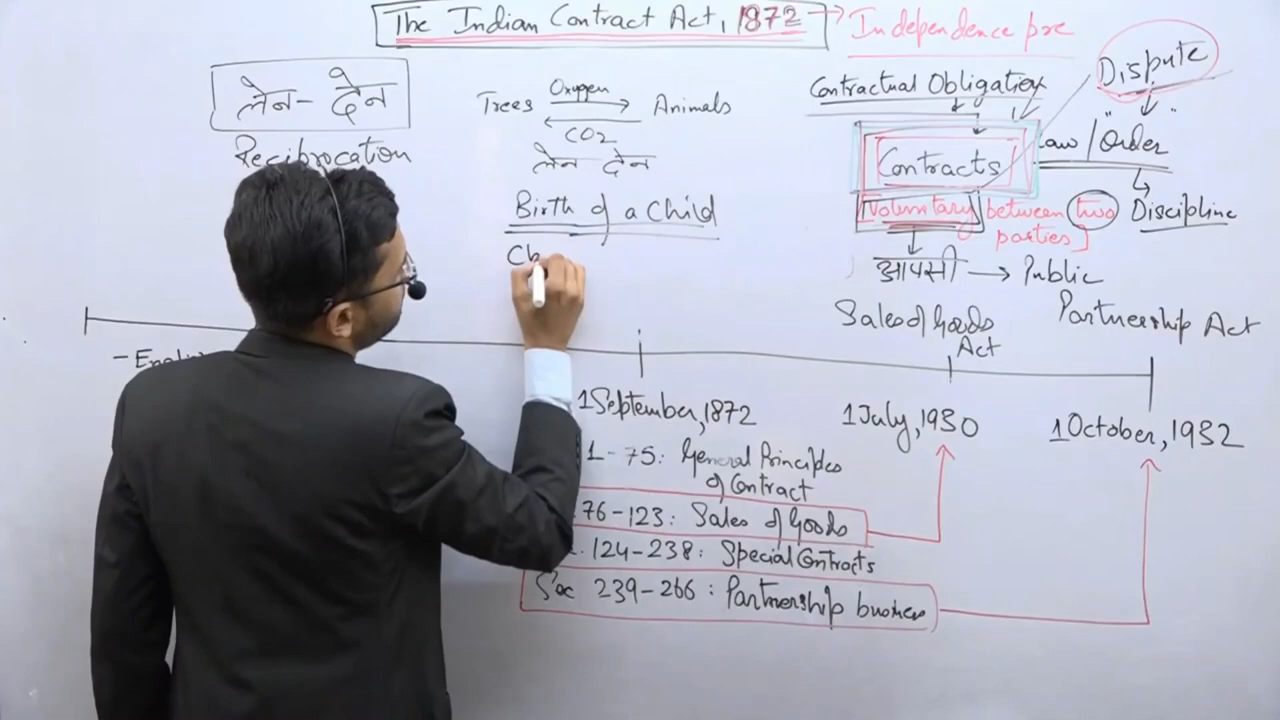 The Indian Contract Act, 1872 → Independence pre
लेन - देन
Reciprocation
Trees Oxygen Animals
CO2
लेन देन
Birth of a Child
Ch
Contractual Obligation
Dispute
Law / "Order"
Discipline
Contracts
[Voluntary between two
parties]
आपसी → Public
Sales of Goods
Act
Partnership Act
1 September, 1872
1 July, 1930
1 October, 1932
1-75: General Principles
of Contract
76-123: Sales of Goods
124-238: Special Contracts
Sec 239-266: Partnership business